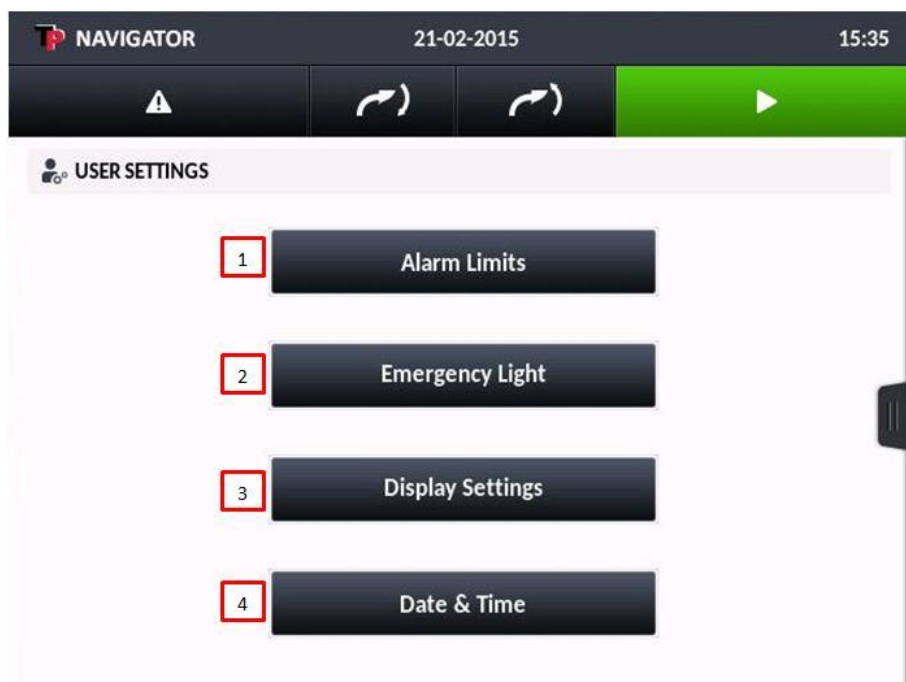 TP NAVIGATOR 21-02-2015 15:35
USER SETTINGS
1 Alarm Limits
2 Emergency Light
3 Display Settings
4 Date & Time